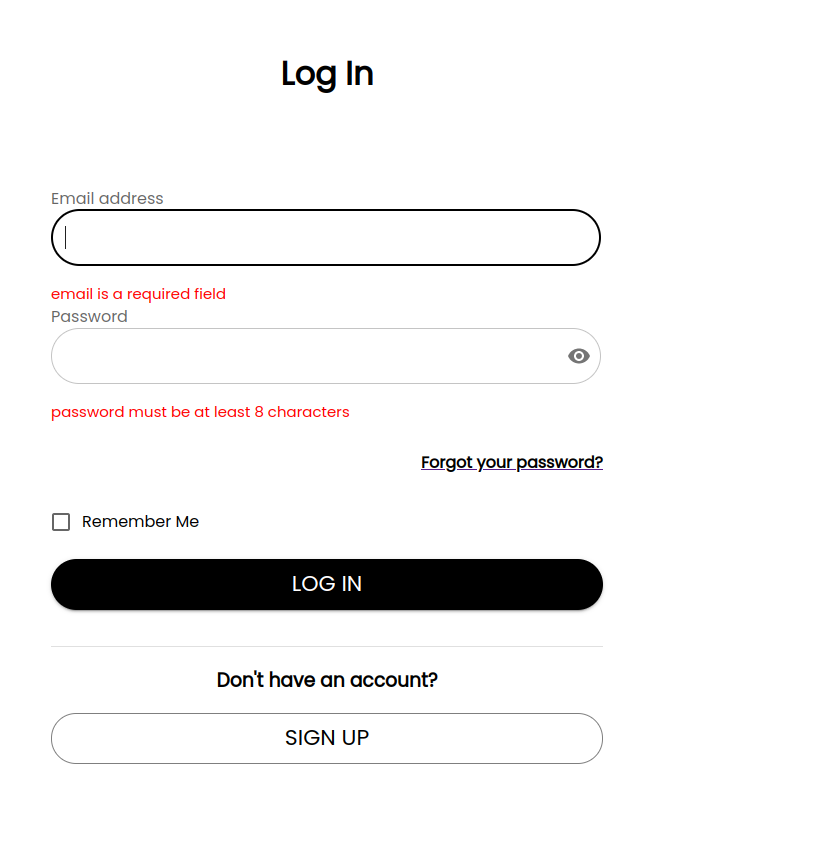 Log In
Email address
email is a required field
Password
password must be at least 8 characters
Forgot your password?
Remember Me
LOG IN
Don't have an account?
SIGN UP